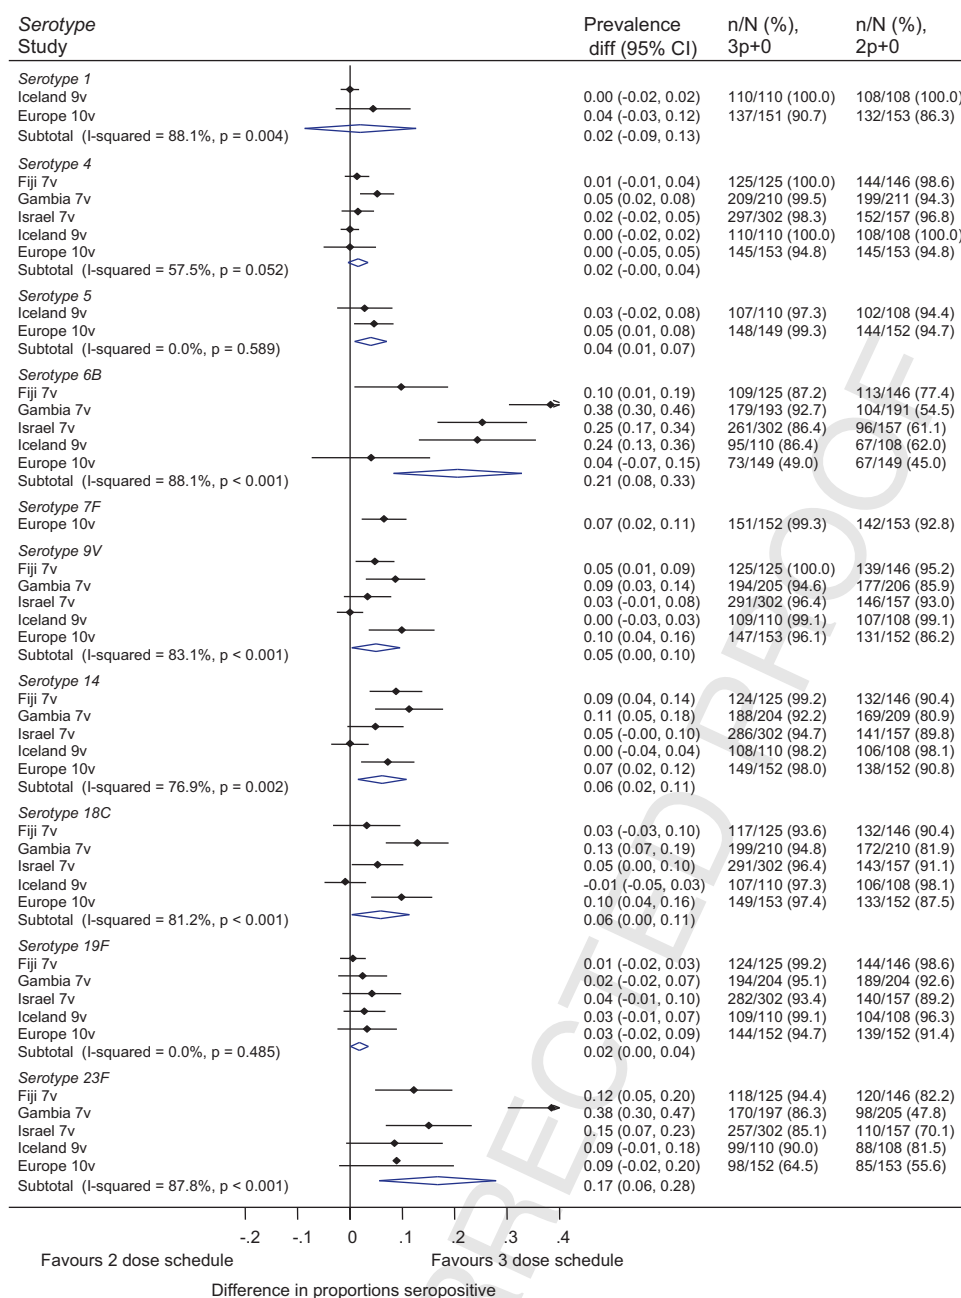 Serotype Prevalence n/N (%), n/N (%),
Study diff (95% CI) 3p+0 2p+0
Serotype 1
Iceland 9v 0.00 (-0.02, 0.02) 110/110 (100.0) 108/108 (100.0)
Europe 10v 0.04 (-0.03, 0.12) 137/151 (90.7) 132/153 (86.3)
Subtotal (I-squared = 88.1%, p = 0.004) 0.02 (-0.09, 0.13)
Serotype 4
Fiji 7v 0.01 (-0.01, 0.04) 125/125 (100.0) 144/146 (98.6)
Gambia 7v 0.05 (0.02, 0.08) 209/210 (99.5) 199/211 (94.3)
Israel 7v 0.02 (-0.02, 0.05) 297/302 (98.3) 152/157 (96.8)
Iceland 9v 0.00 (-0.02, 0.02) 110/110 (100.0) 108/108 (100.0)
Europe 10v 0.00 (-0.05, 0.05) 145/153 (94.8) 145/153 (94.8)
Subtotal (I-squared = 57.5%, p = 0.052) 0.02 (-0.00, 0.04)
Serotype 5
Iceland 9v 0.03 (-0.02, 0.08) 107/110 (97.3) 102/108 (94.4)
Europe 10v 0.05 (0.01, 0.08) 148/149 (99.3) 144/152 (94.7)
Subtotal (I-squared = 0.0%, p = 0.589) 0.04 (0.01, 0.07)
Serotype 6B
Fiji 7v 0.10 (0.01, 0.19) 109/125 (87.2) 113/146 (77.4)
Gambia 7v 0.38 (0.30, 0.46) 179/193 (92.7) 104/191 (54.5)
Israel 7v 0.25 (0.17, 0.34) 261/302 (86.4) 96/157 (61.1)
Iceland 9v 0.24 (0.13, 0.36) 95/110 (86.4) 67/108 (62.0)
Europe 10v 0.04 (-0.07, 0.15) 73/149 (49.0) 67/149 (45.0)
Subtotal (I-squared = 88.1%, p < 0.001) 0.21 (0.08, 0.33)
Serotype 7F
Europe 10v 0.07 (0.02, 0.11) 151/152 (99.3) 142/153 (92.8)
Serotype 9V
Fiji 7v 0.05 (0.01, 0.09) 125/125 (100.0) 139/146 (95.2)
Gambia 7v 0.09 (0.03, 0.14) 194/205 (94.6) 177/206 (85.9)
Israel 7v 0.03 (-0.01, 0.08) 291/302 (96.4) 146/157 (93.0)
Iceland 9v 0.00 (-0.03, 0.03) 109/110 (99.1) 107/108 (99.1)
Europe 10v 0.10 (0.04, 0.16) 147/153 (96.1) 131/152 (86.2)
Subtotal (I-squared = 83.1%, p < 0.001) 0.05 (0.00, 0.10)
Serotype 14
Fiji 7v 0.09 (0.04, 0.14) 124/125 (99.2) 132/146 (90.4)
Gambia 7v 0.11 (0.05, 0.18) 188/204 (92.2) 169/209 (80.9)
Israel 7v 0.05 (-0.00, 0.10) 286/302 (94.7) 141/157 (89.8)
Iceland 9v 0.00 (-0.04, 0.04) 108/110 (98.2) 106/108 (98.1)
Europe 10v 0.07 (0.02, 0.12) 149/152 (98.0) 138/152 (90.8)
Subtotal (I-squared = 76.9%, p = 0.002) 0.06 (0.02, 0.11)
Serotype 18C
Fiji 7v 0.03 (-0.03, 0.10) 117/125 (93.6) 132/146 (90.4)
Gambia 7v 0.13 (0.07, 0.19) 199/210 (94.8) 172/210 (81.9)
Israel 7v 0.05 (0.00, 0.10) 291/302 (96.4) 143/157 (91.1)
Iceland 9v -0.01 (-0.05, 0.03) 107/110 (97.3) 106/108 (98.1)
Europe 10v 0.10 (0.04, 0.16) 149/153 (97.4) 133/152 (87.5)
Subtotal (I-squared = 81.2%, p < 0.001) 0.06 (0.00, 0.11)
Serotype 19F
Fiji 7v 0.01 (-0.02, 0.03) 124/125 (99.2) 144/146 (98.6)
Gambia 7v 0.02 (-0.02, 0.07) 194/204 (95.1) 189/204 (92.6)
Israel 7v 0.04 (-0.01, 0.10) 282/302 (93.4) 140/157 (89.2)
Iceland 9v 0.03 (-0.01, 0.07) 109/110 (99.1) 104/108 (96.3)
Europe 10v 0.03 (-0.02, 0.09) 144/152 (94.7) 139/152 (91.4)
Subtotal (I-squared = 0.0%, p = 0.485) 0.02 (0.00, 0.04)
Serotype 23F
Fiji 7v 0.12 (0.05, 0.20) 118/125 (94.4) 120/146 (82.2)
Gambia 7v 0.38 (0.30, 0.47) 170/197 (86.3) 98/205 (47.8)
Israel 7v 0.15 (0.07, 0.23) 257/302 (85.1) 110/157 (70.1)
Iceland 9v 0.09 (-0.01, 0.18) 99/110 (90.0) 88/108 (81.5)
Europe 10v 0.09 (-0.02, 0.20) 98/152 (64.5) 85/153 (55.6)
Subtotal (I-squared = 87.8%, p < 0.001) 0.17 (0.06, 0.28)
-.2 -.1 0 .1 .2 .3 .4
Favours 2 dose schedule Favours 3 dose schedule
Difference in proportions seropositive
RRECTED PROOF